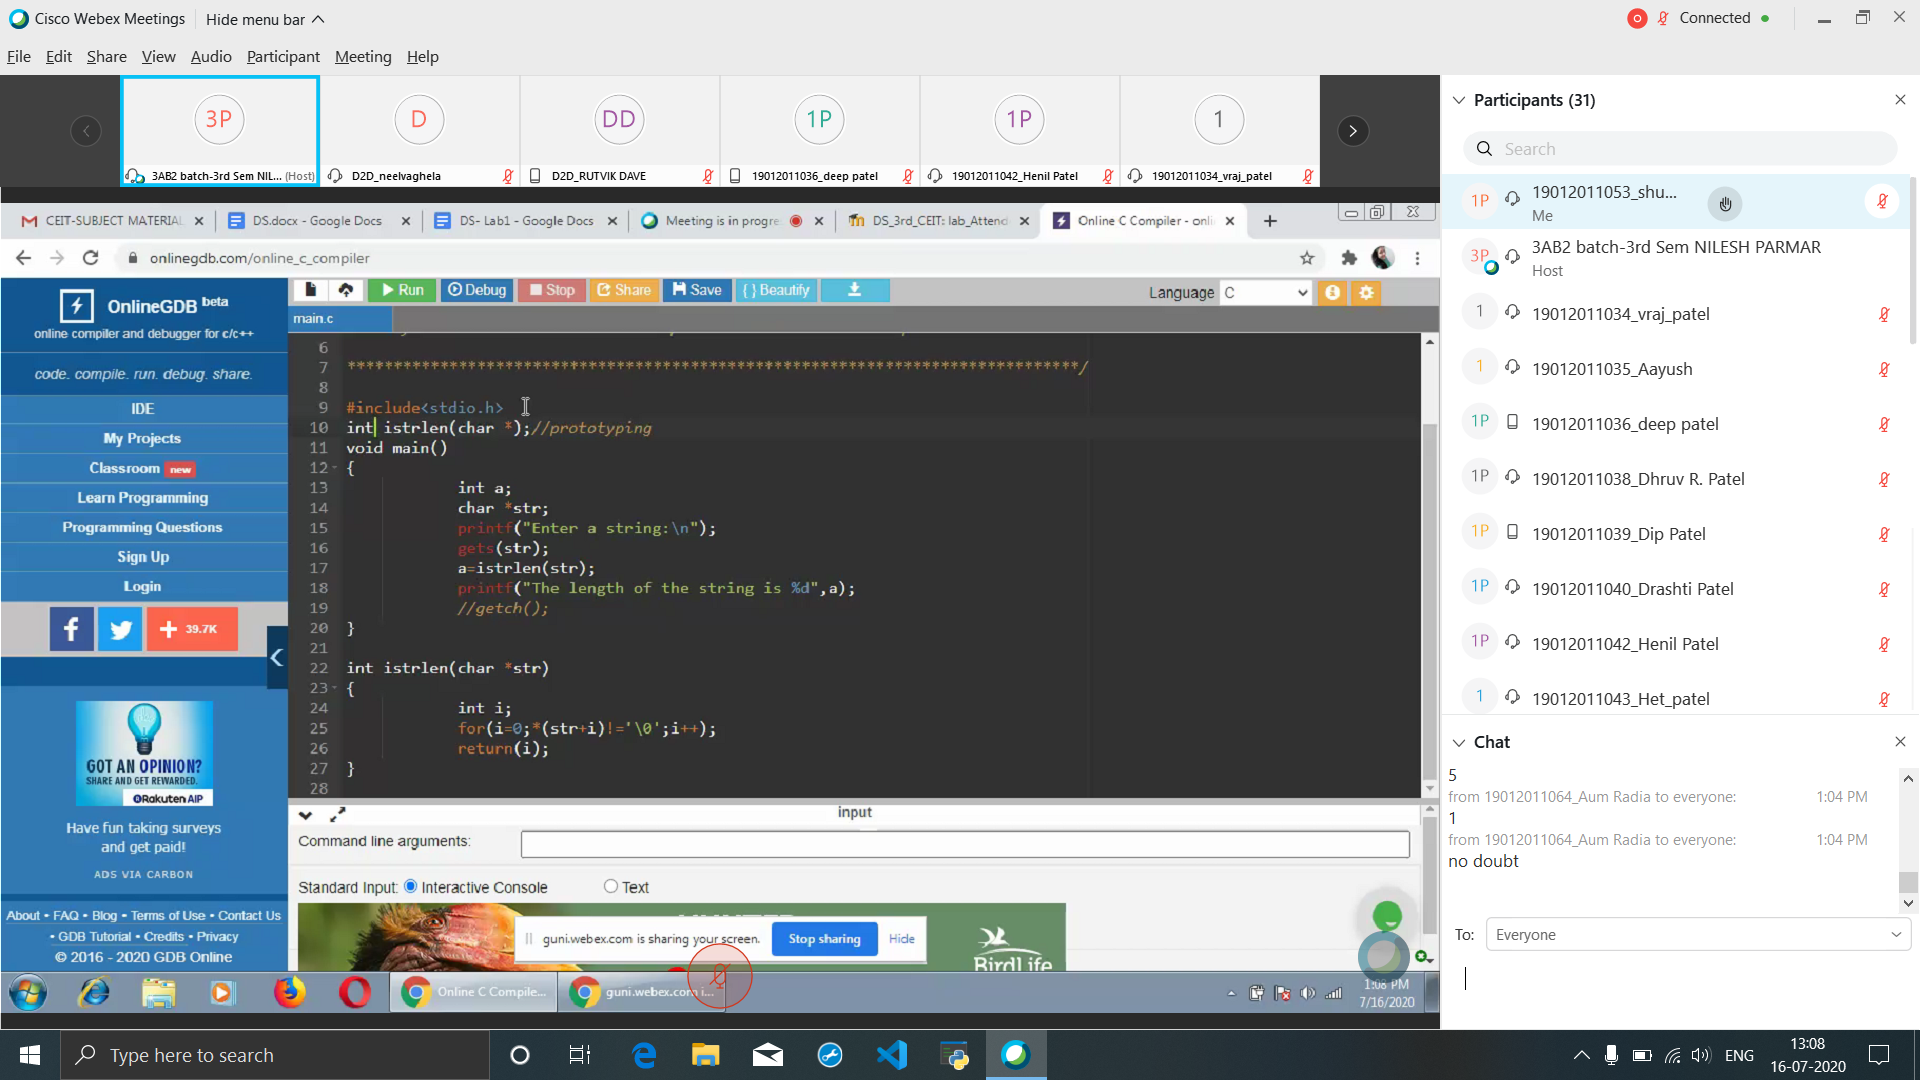 Cisco Webex Meetings
Hide menu bar
Connected
File Edit Share View Audio Participant Meeting Help
3P
D
DD
1P
1P
1
3AB2 batch-3rd Sem NIL... (Host)
D2D_neelvaghela
D2D_RUTVIK DAVE
19012011036_deep patel
19012011042_Henil Patel
19012011034_vraj_patel
CEIT-SUBJECT MATERIAL
DS.docx - Google Docs
DS- Lab1 - Google Docs
Meeting is in progre
DS_3rd_CEIT: lab_Attend
Online C Compiler - onli
onlinegdb.com/online_c_compiler
OnlineGDB beta
online compiler and debugger for c/c++
code. compile. run. debug. share.
IDE
My Projects
Classroom new
Learn Programming
Programming Questions
Sign Up
Login
39.7K
GOT AN OPINION?
SHARE AND GET REWARDED.
Rakuten AIP
Have fun taking surveys
and get paid!
ADS VIA CARBON
About • FAQ • Blog • Terms of Use • Contact Us
• GDB Tutorial • Credits • Privacy
© 2016 - 2020 GDB Online
Run Debug Stop Share Save { } Beautify
Language C
main.c
6
7 *******************************************************************************/
8
9 #include<stdio.h>
10 int istrlen(char *);//prototyping
11 void main()
12 {
13 int a;
14 char *str;
15 printf("Enter a string:\n");
16 gets(str);
17 a=istrlen(str);
18 printf("The length of the string is %d",a);
19 //getch();
20 }
21
22 int istrlen(char *str)
23 {
24 int i;
25 for(i=0;*(str+i)!='\0';i++);
26 return(i);
27 }
28
input
Command line arguments:
Standard Input: Interactive Console Text
guni.webex.com is sharing your screen. Stop sharing Hide
BirdLife
Online C Compile...
guni.webex.com i...
1:08 PM
7/16/2020
Participants (31)
Search
1P 19012011053_shu...
Me
3P 3AB2 batch-3rd Sem NILESH PARMAR
Host
1 19012011034_vraj_patel
1 19012011035_Aayush
1P 19012011036_deep patel
1P 19012011038_Dhruv R. Patel
1P 19012011039_Dip Patel
1P 19012011040_Drashti Patel
1P 19012011042_Henil Patel
1 19012011043_Het_patel
Chat
5
from 19012011064_Aum Radia to everyone: 1:04 PM
1
from 19012011064_Aum Radia to everyone: 1:04 PM
no doubt
To: Everyone
Type here to search
ENG
13:08
16-07-2020